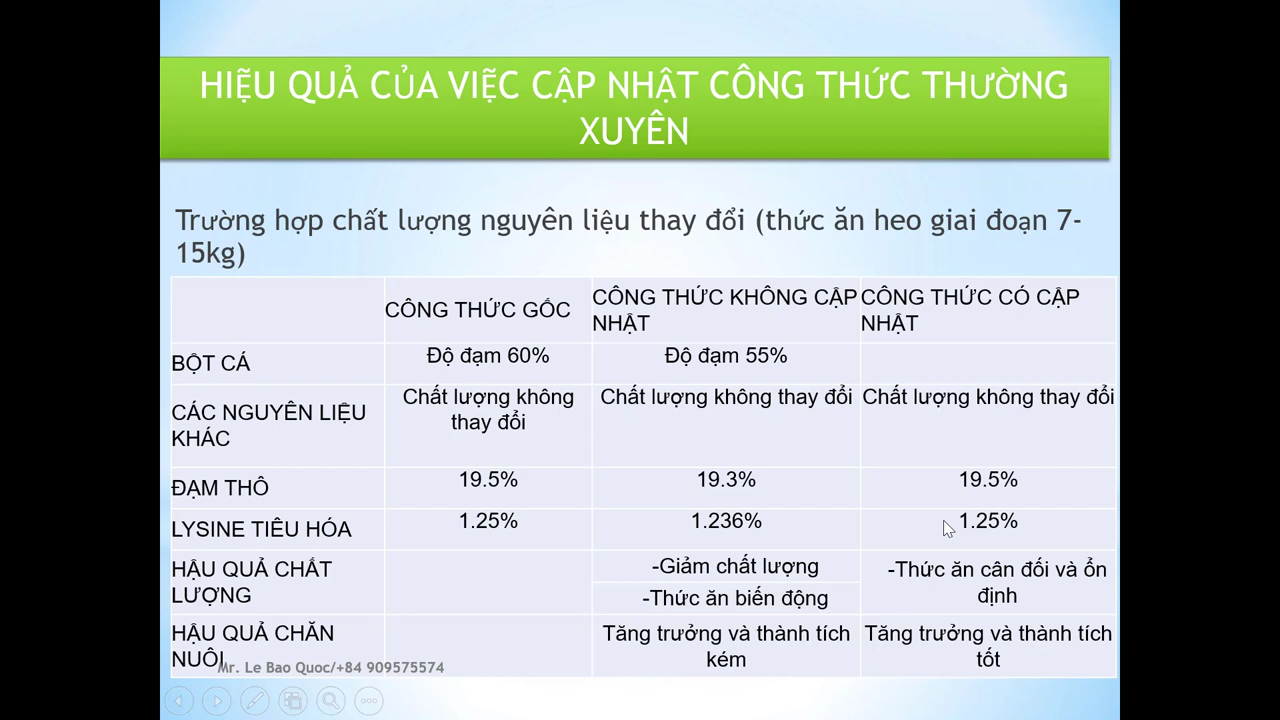 HIỆU QUẢ CỦA VIỆC CẬP NHẬT CÔNG THỨC THƯỜNG
XUYÊN
Trường hợp chất lượng nguyên liệu thay đổi (thức ăn heo giai đoạn 7-
15kg)
CÔNG THỨC GỐC
CÔNG THỨC KHÔNG CẬP
NHẬT
CÔNG THỨC CÓ CẬP
NHẬT
BỘT CÁ
Độ đạm 60%
Độ đạm 55%
CÁC NGUYÊN LIỆU
KHÁC
Chất lượng không
thay đổi
Chất lượng không thay đổi
Chất lượng không thay đổi
ĐẠM THÔ
19.5%
19.3%
19.5%
LYSINE TIÊU HÓA
1.25%
1.236%
1.25%
HẬU QUẢ CHẤT
LƯỢNG
-Giảm chất lượng
-Thức ăn biến động
-Thức ăn cân đối và ổn
định
HẬU QUẢ CHĂN
NUÔI
Tăng trưởng và thành tích
kém
Tăng trưởng và thành tích
tốt
Mr. Le Bao Quoc/+84 909575574